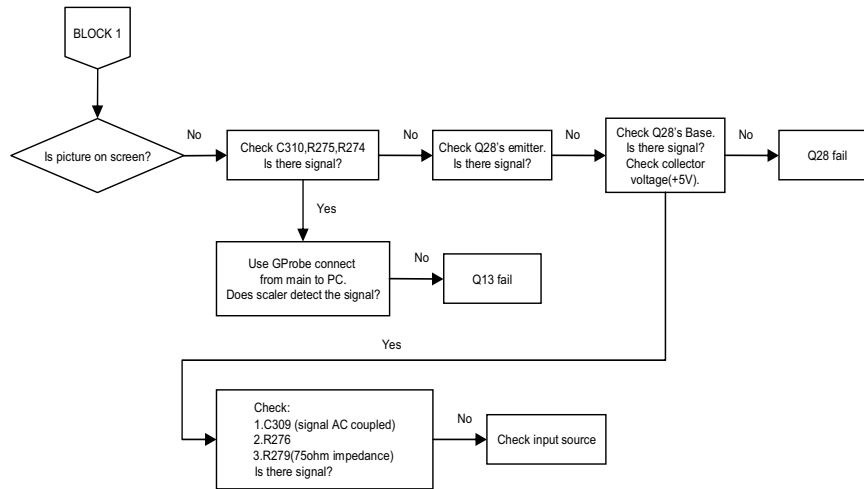 BLOCK 1
Is picture on screen?
No
Check C310,R275,R274
Is there signal?
No
Check Q28's emitter.
Is there signal?
No
Check Q28's Base.
Is there signal?
Check collector
voltage(+5V).
No
Q28 fail
Yes
Use GProbe connect
from main to PC.
Does scaler detect the signal?
No
Q13 fail
Yes
Check:
1.C309 (signal AC coupled)
2.R276
3.R279(75ohm impedance)
Is there signal?
No
Check input source